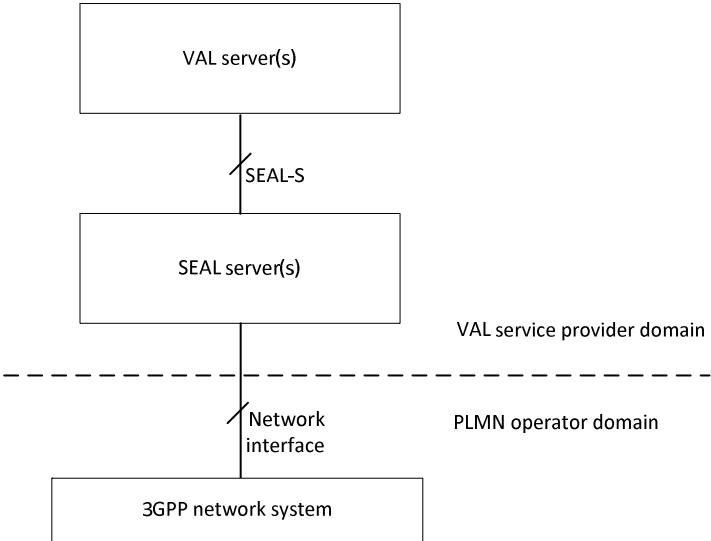 VAL server(s)
SEAL-S
SEAL server(s)
VAL service provider domain
Network
interface
PLMN operator domain
3GPP network system